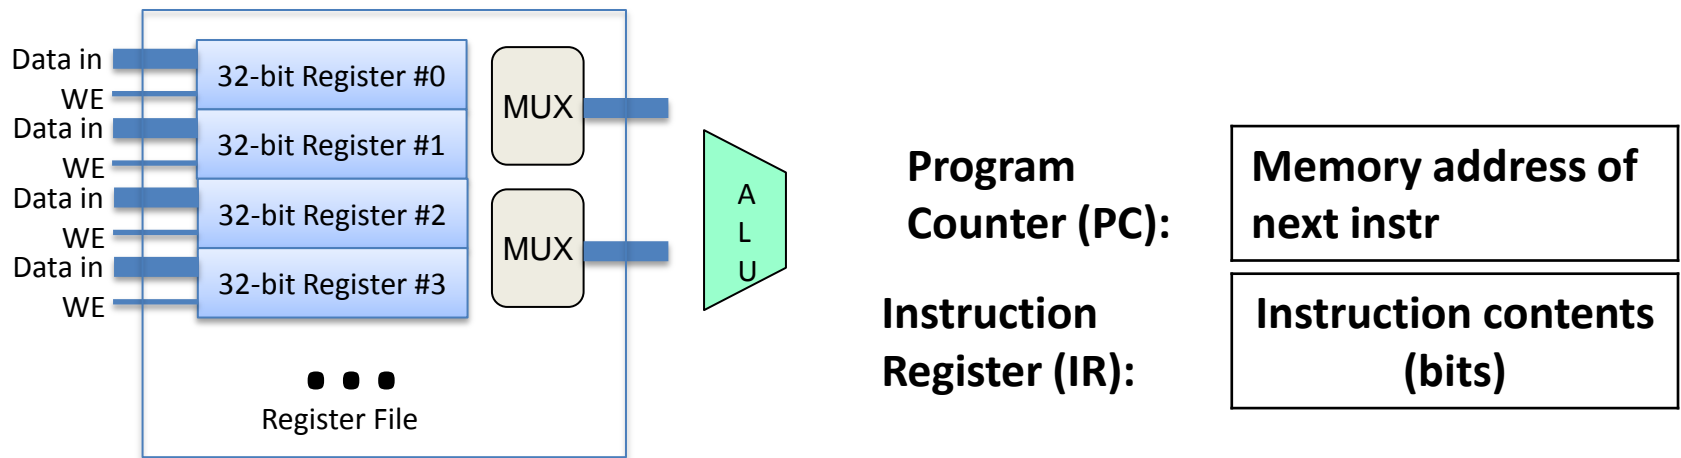 Data in
WE
Data in
WE
Data in
WE
Data in
WE
32-bit Register #0
32-bit Register #1
32-bit Register #2
32-bit Register #3
MUX
MUX
Register File
A
L
U
Program
Counter (PC):
Memory address of
next instr
Instruction
Register (IR):
Instruction contents
(bits)